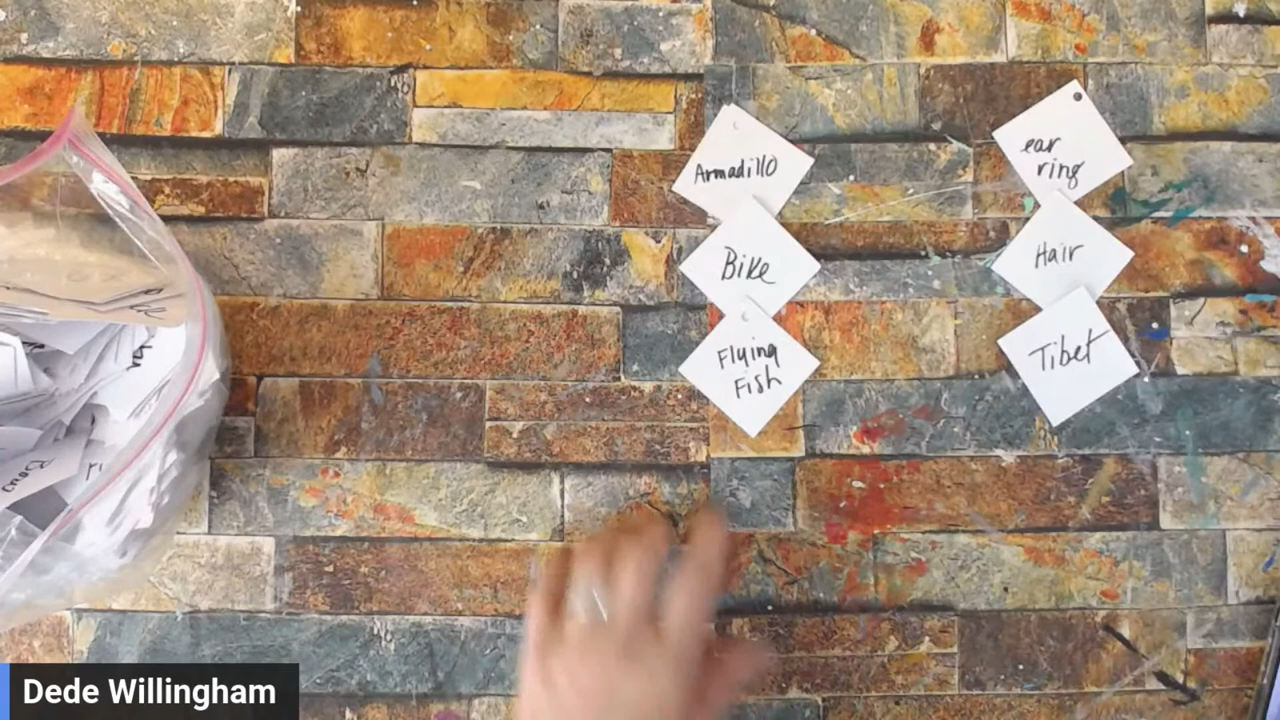 Armadillo
Bike
Flying
Fish
ear
ring
Hair
Tibet
Dede Willingham